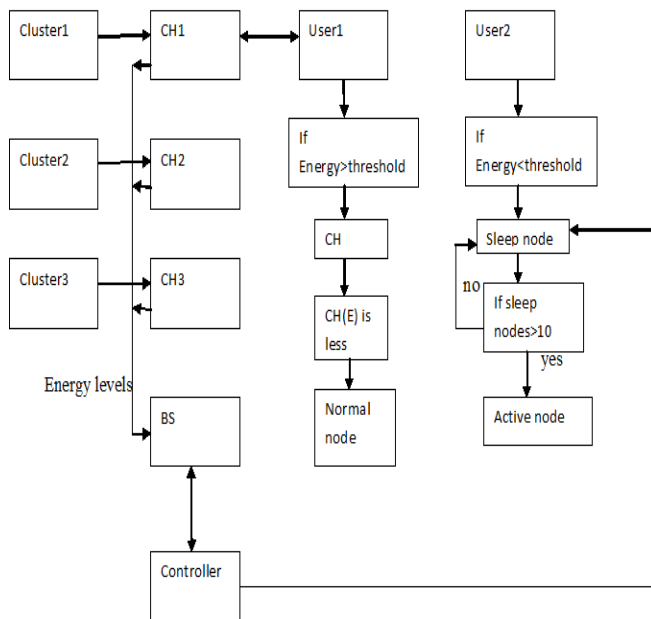 Cluster1
CH1
User1
User2
Cluster2
CH2
If
Energy>threshold
If
Energy<threshold
CH
Sleep node
Cluster3
CH3
no
CH(E) is
less
If sleep
nodes>10
yes
Energy levels
BS
Normal
node
Active node
Controller